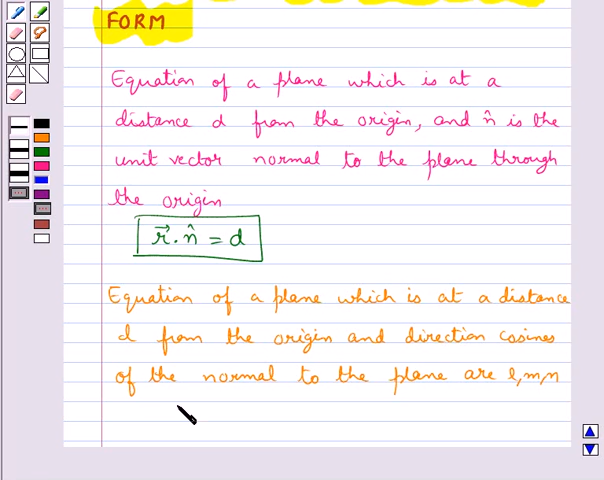 FORM
Equation of a plane which is at a
distance d from the origin, and n̂ is the
unit vector normal to the plane through
the origin
r⃗ . n̂ = d
Equation of a plane which is at a distance
d from the origin and direction cosines
of the normal to the plane are l, m, n